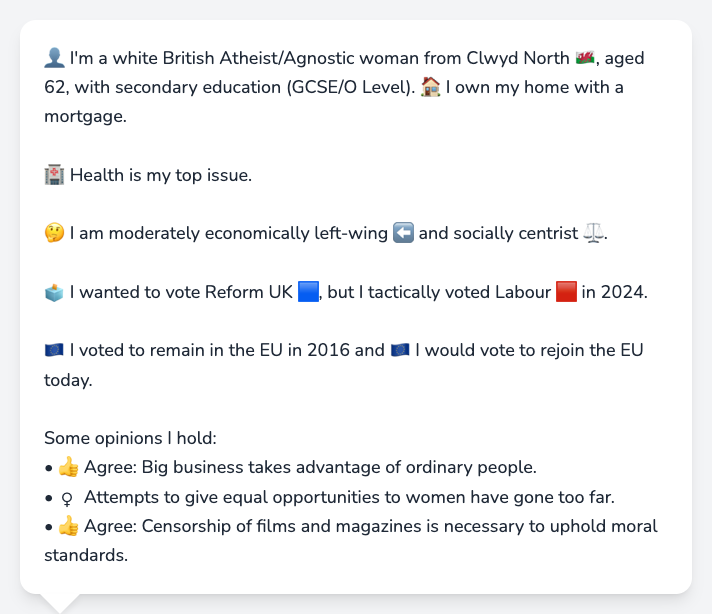 👤 I'm a white British Atheist/Agnostic woman from Clwyd North 🏴󠁧󠁢󠁷󠁬󠁳󠁿, aged
62, with secondary education (GCSE/O Level). 🏠 I own my home with a
mortgage.
🏥 Health is my top issue.
🤔 I am moderately economically left-wing ⬅️ and socially centrist ⚖️.
🗳️ I wanted to vote Reform UK 🟦, but I tactically voted Labour 🟥 in 2024.
🇪🇺 I voted to remain in the EU in 2016 and 🇪🇺 I would vote to rejoin the EU
today.
Some opinions I hold:
• 👍 Agree: Big business takes advantage of ordinary people.
• ♀ Attempts to give equal opportunities to women have gone too far.
• 👍 Agree: Censorship of films and magazines is necessary to uphold moral
standards.